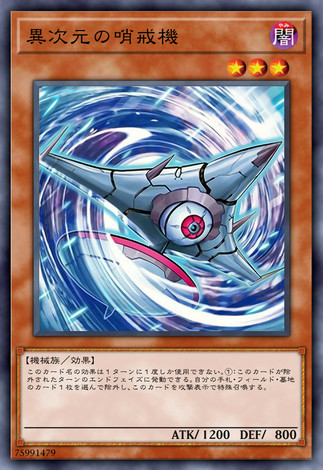 異次元の哨戒機
やみ
闇
【機械族／効果】
このカード名の効果は１ターンに１度しか使用できない。①：このカードが除
外されたターンのエンドフェイズに発動できる。自分の手札・フィールド・墓地
のカード１枚を選んで除外し、このカードを攻撃表示で特殊召喚する。
ATK/ 1200 DEF/ 800
75991479